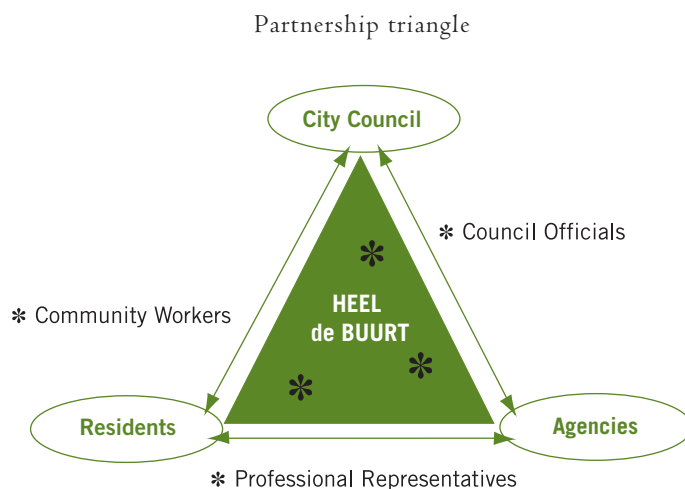 Partnership triangle
City Council
* Council Officials
HEEL
de BUURT
* Community Workers
Residents
Agencies
* Professional Representatives